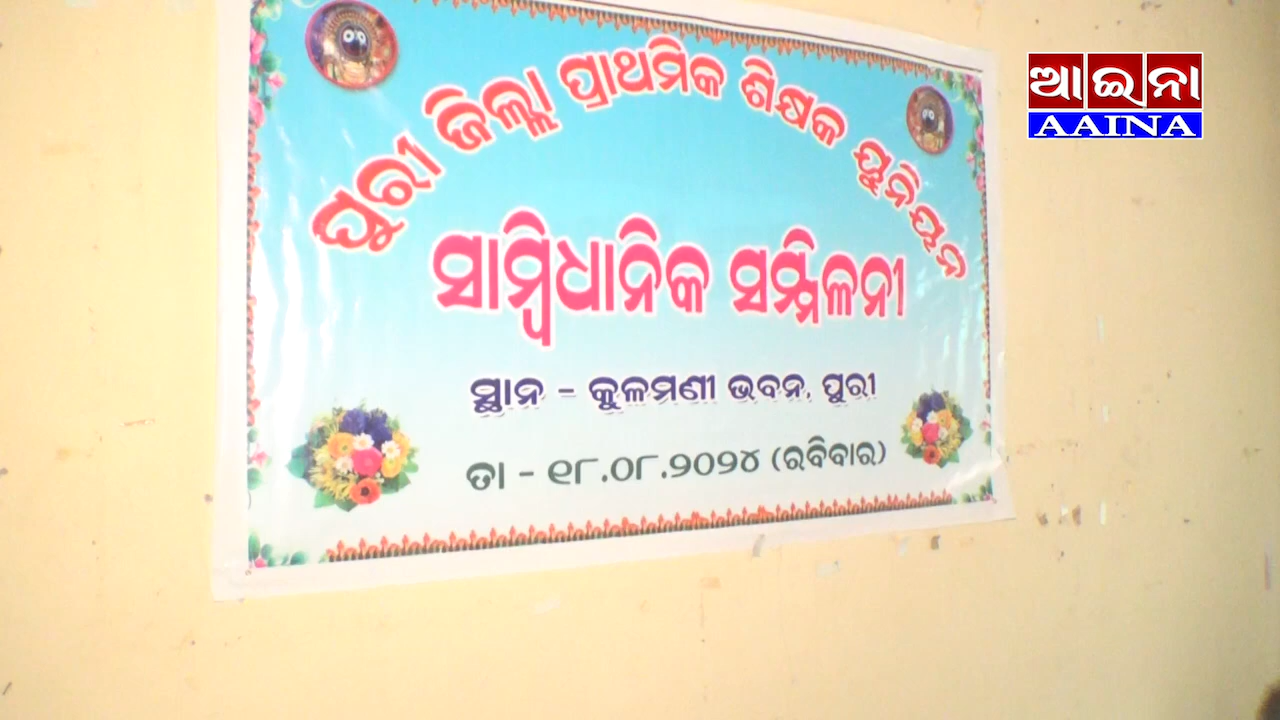 ପୁରୀ ଜିଲ୍ଲା ପ୍ରାଥମିକ ଶିକ୍ଷକ ୟୁନିୟନ
ସାମ୍ବିଧାନିକ ସମ୍ମିଳନୀ
ସ୍ଥାନ - କୁଳମଣୀ ଭବନ, ପୁରୀ
ତା - ୧୮.୦୮.୨୦୨୪ (ରବିବାର)
ଆଇନା
AAINA